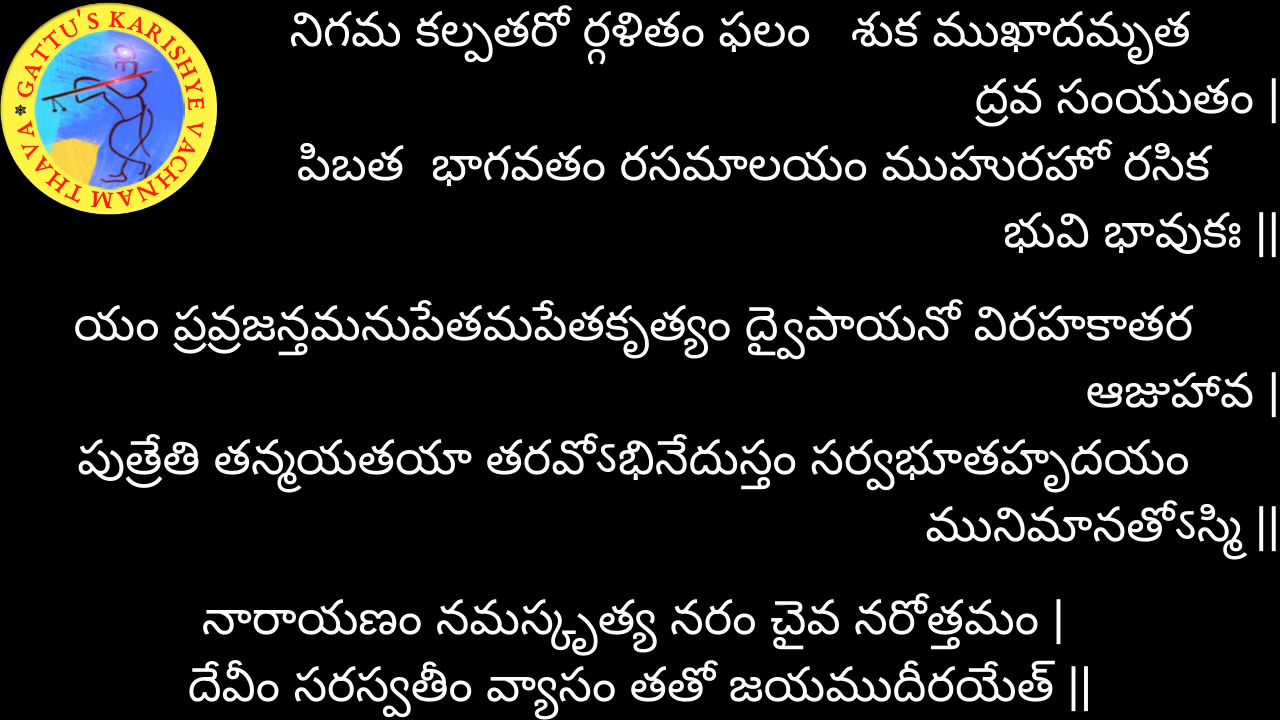 GATTU'S KARISHYE VACHNAM THAVA
నిగమ కల్పతరో ర్గళితం ఫలం శుక ముఖాదమృత
ద్రవ సంయుతం |
పిబత భాగవతం రసమాలయం ముహురహో రసిక
భువి భావుకః ||
యం ప్రవ్రజన్తమనుపేతమపేతకృత్యం ద్వైపాయనో విరహకాతర
ఆజుహావ |
పుత్రేతి తన్మయతయా తరవోఽభినేదుస్తం సర్వభూతహృదయం
మునిమానతోఽస్మి ||
నారాయణం నమస్కృత్య నరం చైవ నరోత్తమం |
దేవీం సరస్వతీం వ్యాసం తతో జయముదీరయేత్ ||